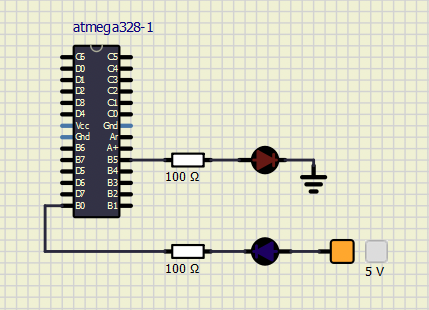 atmega328-1
C6 C5
D0 C4
D1 C3
D2 C2
D3 C1
D4 C0
Vcc Gnd
Gnd Ar
B6 A+
B7 B5
D5 B4
D6 B3
D7 B2
B0 B1
100 Ω
100 Ω
5 V